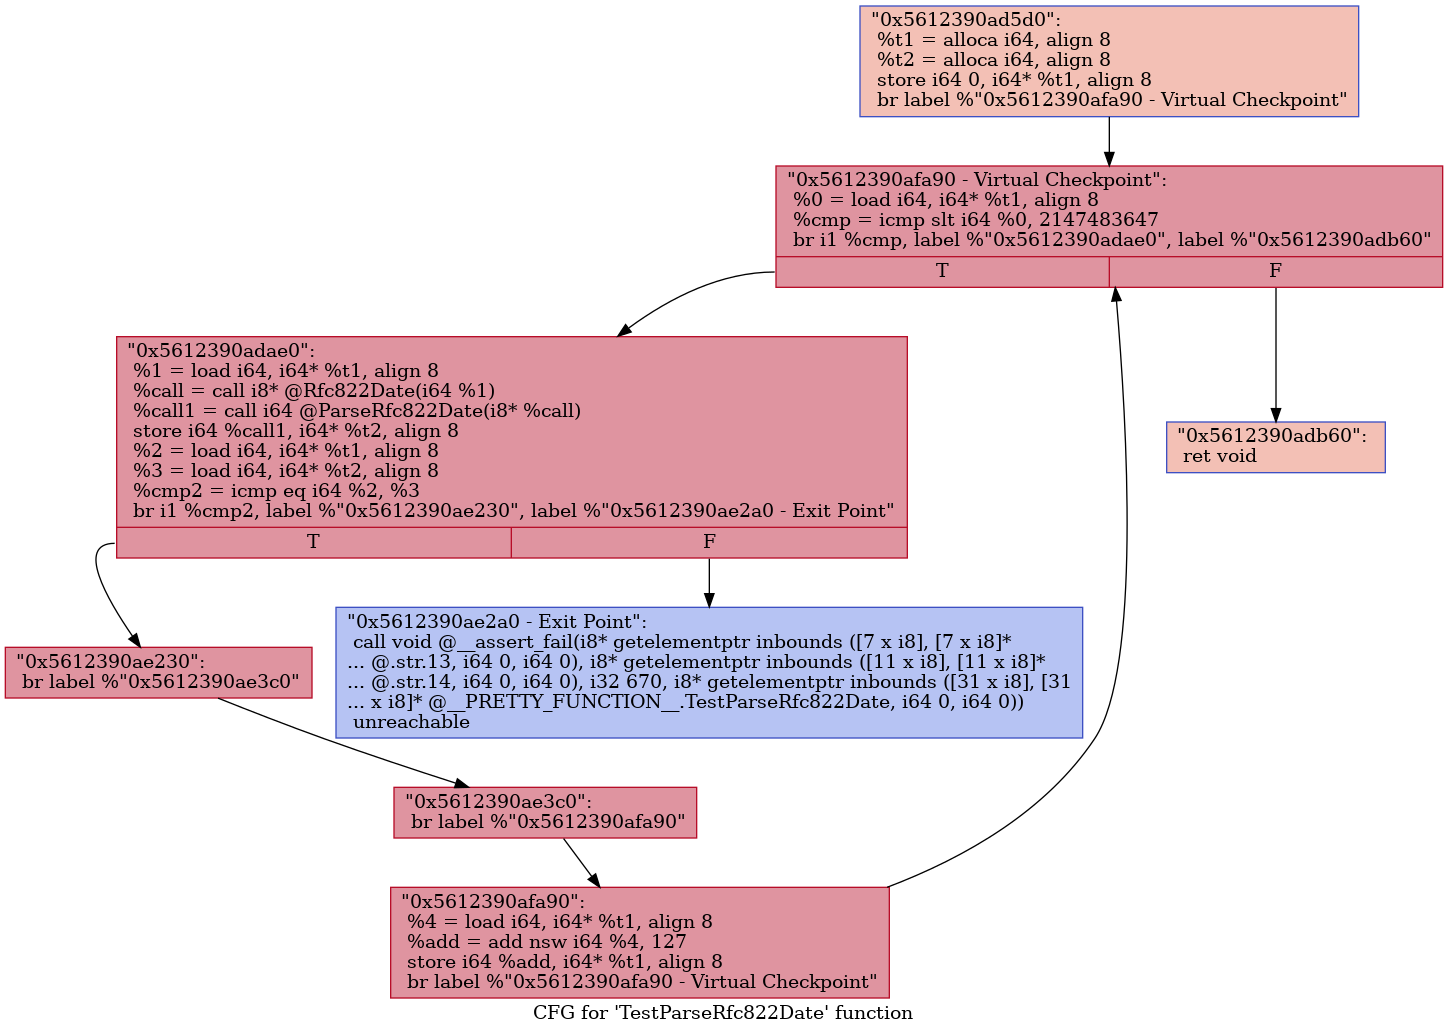 "0x5612390ad5d0":
%t1 = alloca i64, align 8
%t2 = alloca i64, align 8
store i64 0, i64* %t1, align 8
br label %"0x5612390afa90 - Virtual Checkpoint"
"0x5612390afa90 - Virtual Checkpoint":
%0 = load i64, i64* %t1, align 8
%cmp = icmp slt i64 %0, 2147483647
br i1 %cmp, label %"0x5612390adae0", label %"0x5612390adb60"
T F
"0x5612390adae0":
%1 = load i64, i64* %t1, align 8
%call = call i8* @Rfc822Date(i64 %1)
%call1 = call i64 @ParseRfc822Date(i8* %call)
store i64 %call1, i64* %t2, align 8
%2 = load i64, i64* %t1, align 8
%3 = load i64, i64* %t2, align 8
%cmp2 = icmp eq i64 %2, %3
br i1 %cmp2, label %"0x5612390ae230", label %"0x5612390ae2a0 - Exit Point"
T F
"0x5612390adb60":
ret void
"0x5612390ae2a0 - Exit Point":
call void @__assert_fail(i8* getelementptr inbounds ([7 x i8], [7 x i8]*
... @.str.13, i64 0, i64 0), i8* getelementptr inbounds ([11 x i8], [11 x i8]*
... @.str.14, i64 0, i64 0), i32 670, i8* getelementptr inbounds ([31 x i8], [31
... x i8]* @__PRETTY_FUNCTION__.TestParseRfc822Date, i64 0, i64 0))
unreachable
"0x5612390ae230":
br label %"0x5612390ae3c0"
"0x5612390ae3c0":
br label %"0x5612390afa90"
"0x5612390afa90":
%4 = load i64, i64* %t1, align 8
%add = add nsw i64 %4, 127
store i64 %add, i64* %t1, align 8
br label %"0x5612390afa90 - Virtual Checkpoint"
CFG for 'TestParseRfc822Date' function